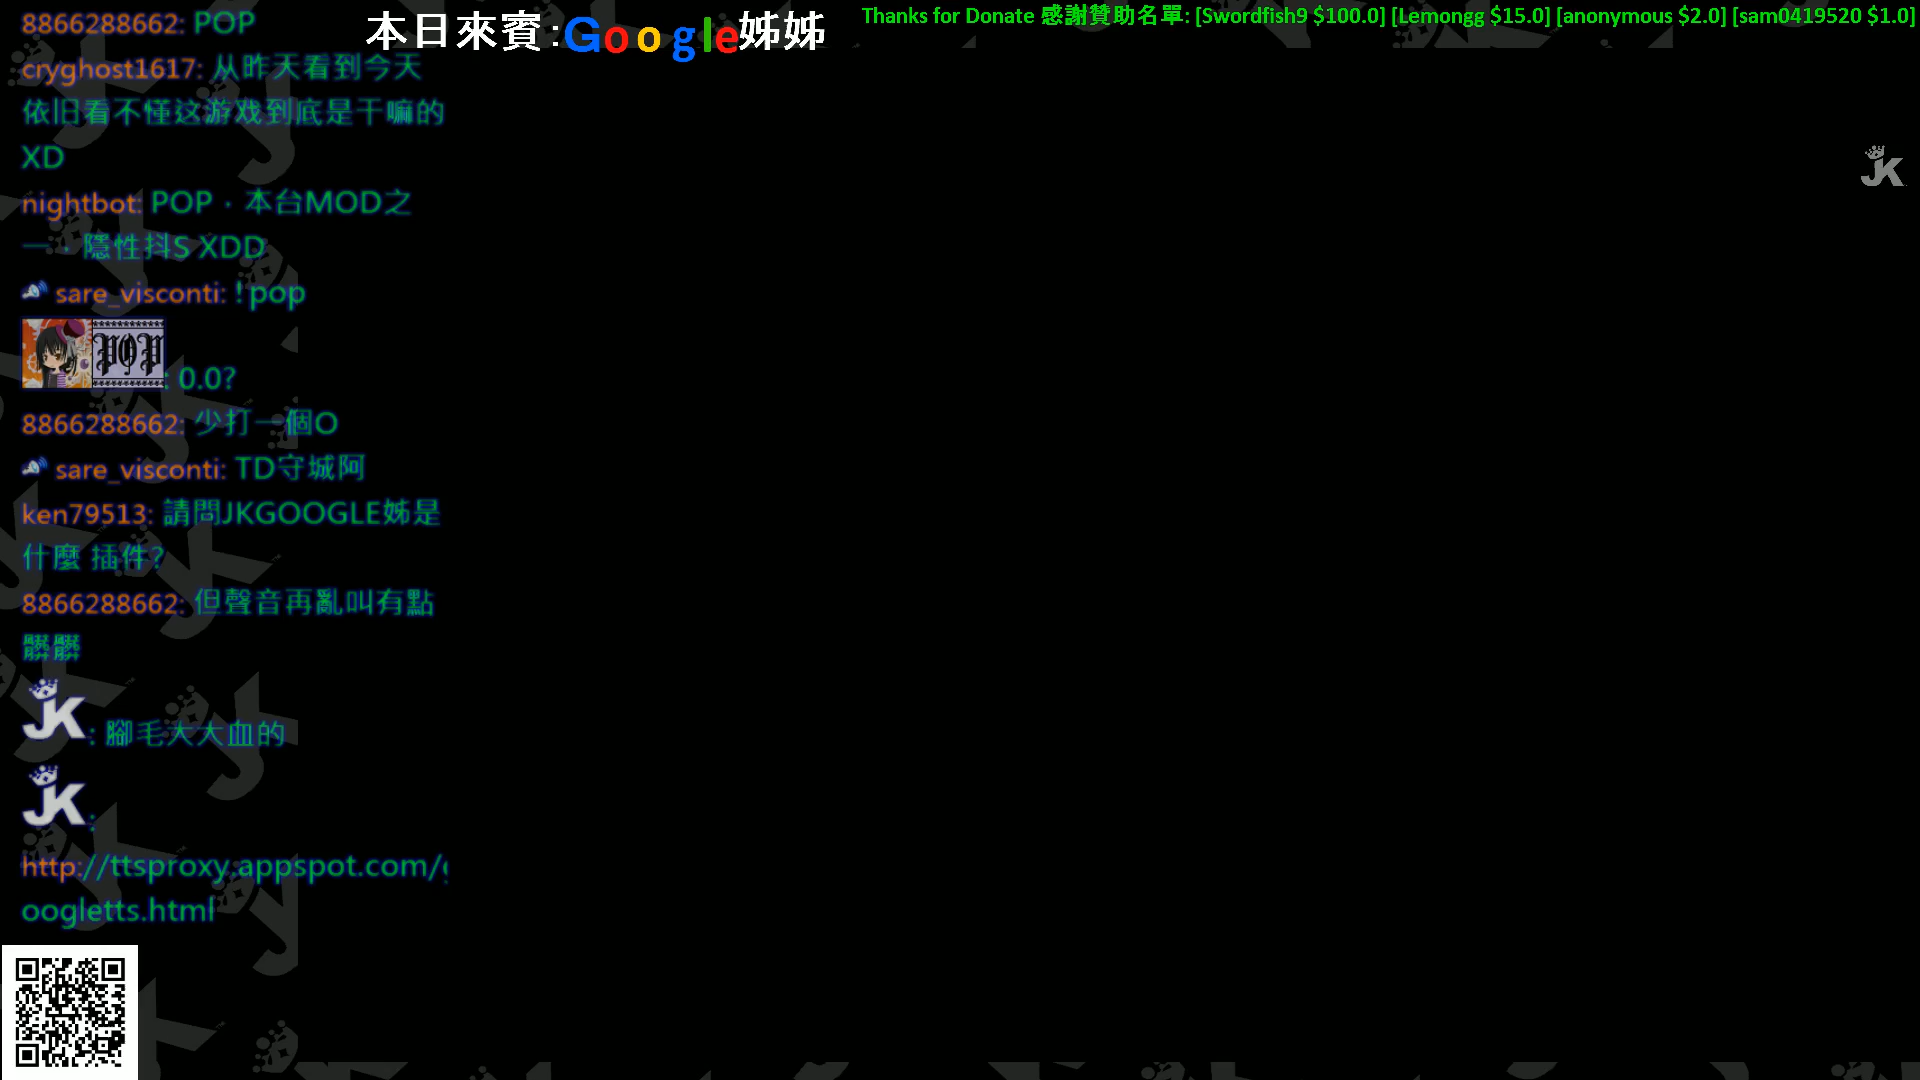 8866288662: POP
cryghost1617: 从昨天看到今天
依旧看不懂这游戏到底是干嘛的
XD
nightbot: POP，本台MOD之
一，隱性抖S XDD
sare_visconti: !pop
POP : 0.0?
8866288662: 少打一個O
sare_visconti: TD守城阿
ken79513: 請問JKGOOGLE姊是
什麼 插件?
8866288662: 但聲音再亂叫有點
髒髒
JK : 腳毛大大血的
JK :
http://ttsproxy.appspot.com/g
oogletts.html
本日來賓:Google姊姊
Thanks for Donate 感謝贊助名單: [Swordfish9 $100.0] [Lemongg $15.0] [anonymous $2.0] [sam0419520 $1.0]
JK